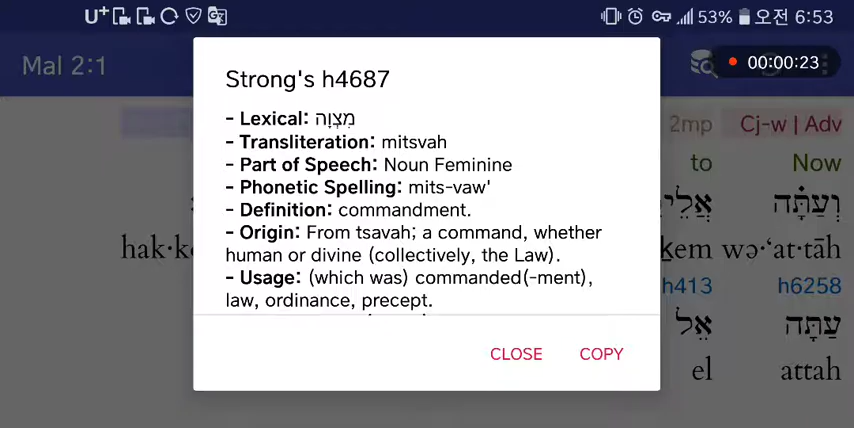 U+ 53% 오전 6:53
Mal 2:1
00:00:23
Strong's h4687
- Lexical: מִצְוָה
- Transliteration: mitsvah
- Part of Speech: Noun Feminine
- Phonetic Spelling: mits-vaw'
- Definition: commandment.
- Origin: From tsavah; a command, whether
human or divine (collectively, the Law).
- Usage: (which was) commanded(-ment),
law, ordinance, precept.
CLOSE COPY
2mp Cj-w | Adv
to Now
וְעַתָּ֗ה
hak·k ḵem wə·‘at·tāh
h413 h6258
אֵל עַתָּה
el attah